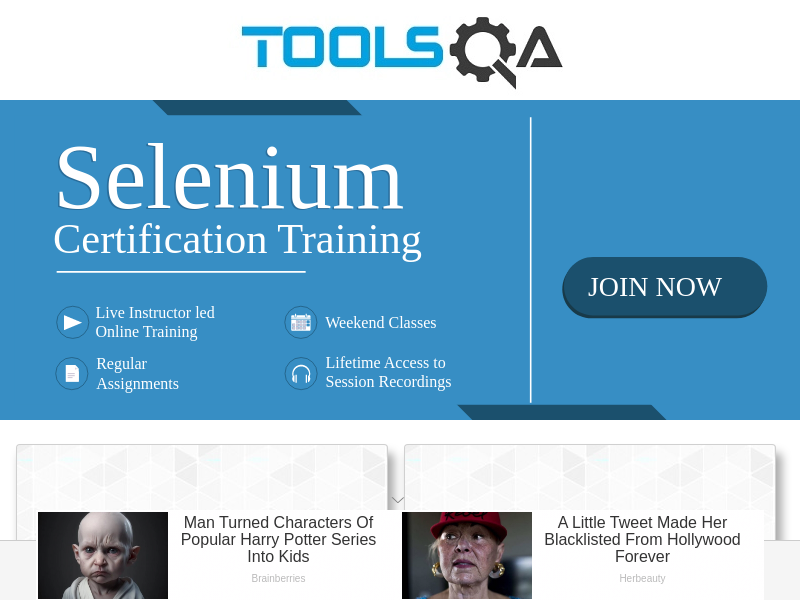 TOOLSQA
Selenium
Certification Training
Live Instructor led
Online Training
Weekend Classes
Regular
Assignments
Lifetime Access to
Session Recordings
JOIN NOW
Man Turned Characters Of
Popular Harry Potter Series
Into Kids
Brainberries
A Little Tweet Made Her
Blacklisted From Hollywood
Forever
Herbeauty